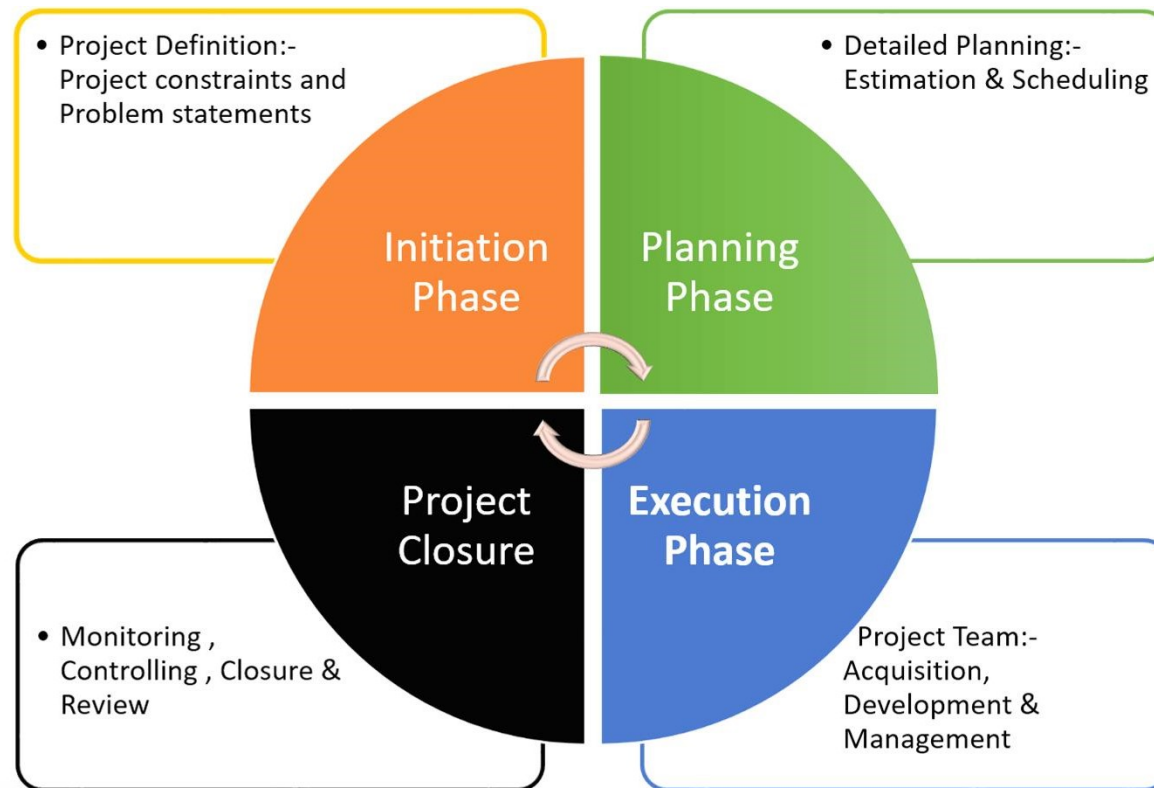 • Project Definition:-
Project constraints and
Problem statements
• Detailed Planning:-
Estimation & Scheduling
Initiation
Phase
Planning
Phase
Project
Closure
Execution
Phase
• Monitoring ,
Controlling , Closure &
Review
Project Team:-
Acquisition,
Development &
Management